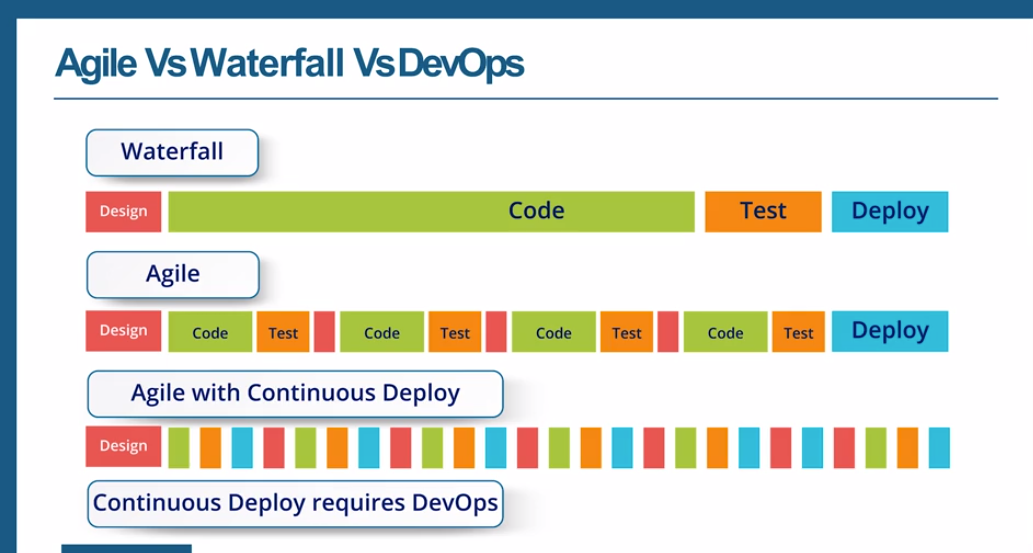 Agile Vs Waterfall Vs DevOps
Waterfall
Design Code Test Deploy
Agile
Design Code Test Code Test Code Test Code Test Deploy
Agile with Continuous Deploy
Design
Continuous Deploy requires DevOps